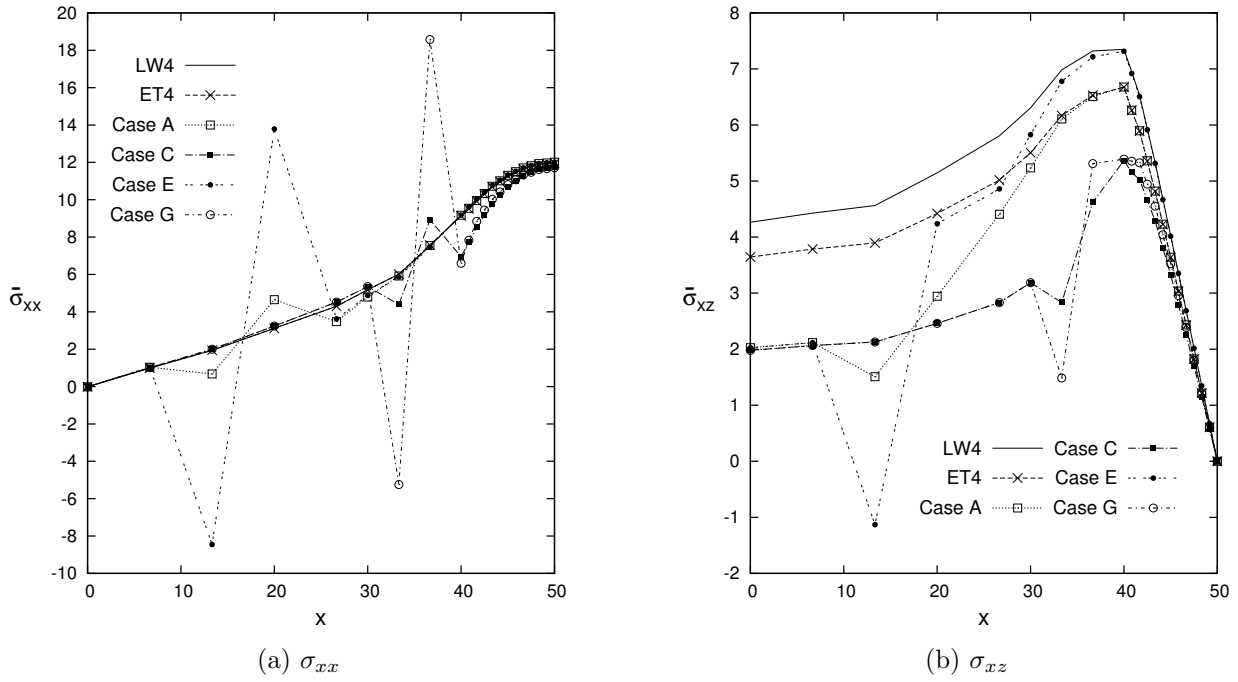 20
18
16
14
12
10
8
6
4
2
0
-2
-4
-6
-8
-10
σ̄xx
LW4
ET4
Case A
Case C
Case E
Case G
0 10 20 30 40 50
x
(a) σxx
8
7
6
5
4
3
2
1
0
-1
-2
σ̄xz
LW4 Case C
ET4 Case E
Case A Case G
0 10 20 30 40 50
x
(b) σxz